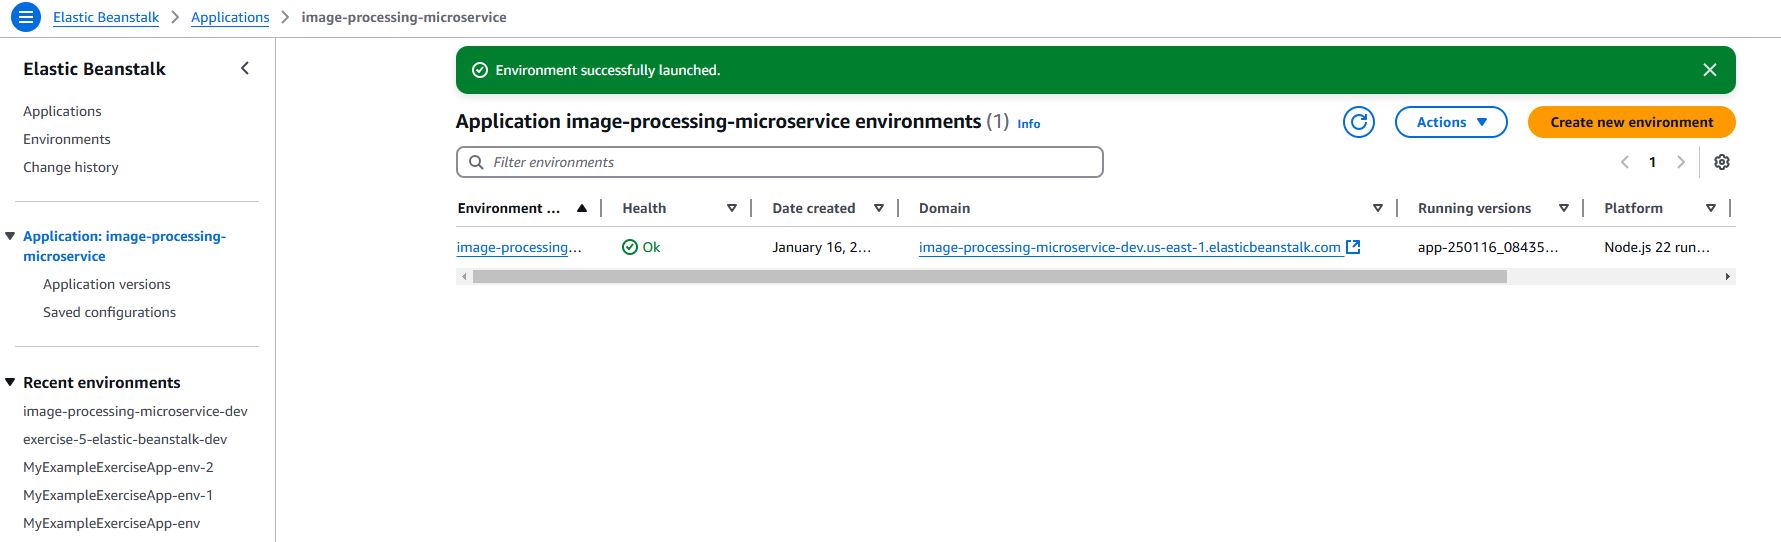 Elastic Beanstalk > Applications > image-processing-microservice
Elastic Beanstalk
Applications
Environments
Change history
Application: image-processing-
microservice
Application versions
Saved configurations
Recent environments
image-processing-microservice-dev
exercise-5-elastic-beanstalk-dev
MyExampleExerciseApp-env-2
MyExampleExerciseApp-env-1
MyExampleExerciseApp-env
Environment successfully launched.
Application image-processing-microservice environments (1) Info
Actions
Create new environment
Filter environments
1
Environment ... Health Date created Domain Running versions Platform
image-processing... Ok January 16, 2... image-processing-microservice-dev.us-east-1.elasticbeanstalk.com app-250116_08435... Node.js 22 run...